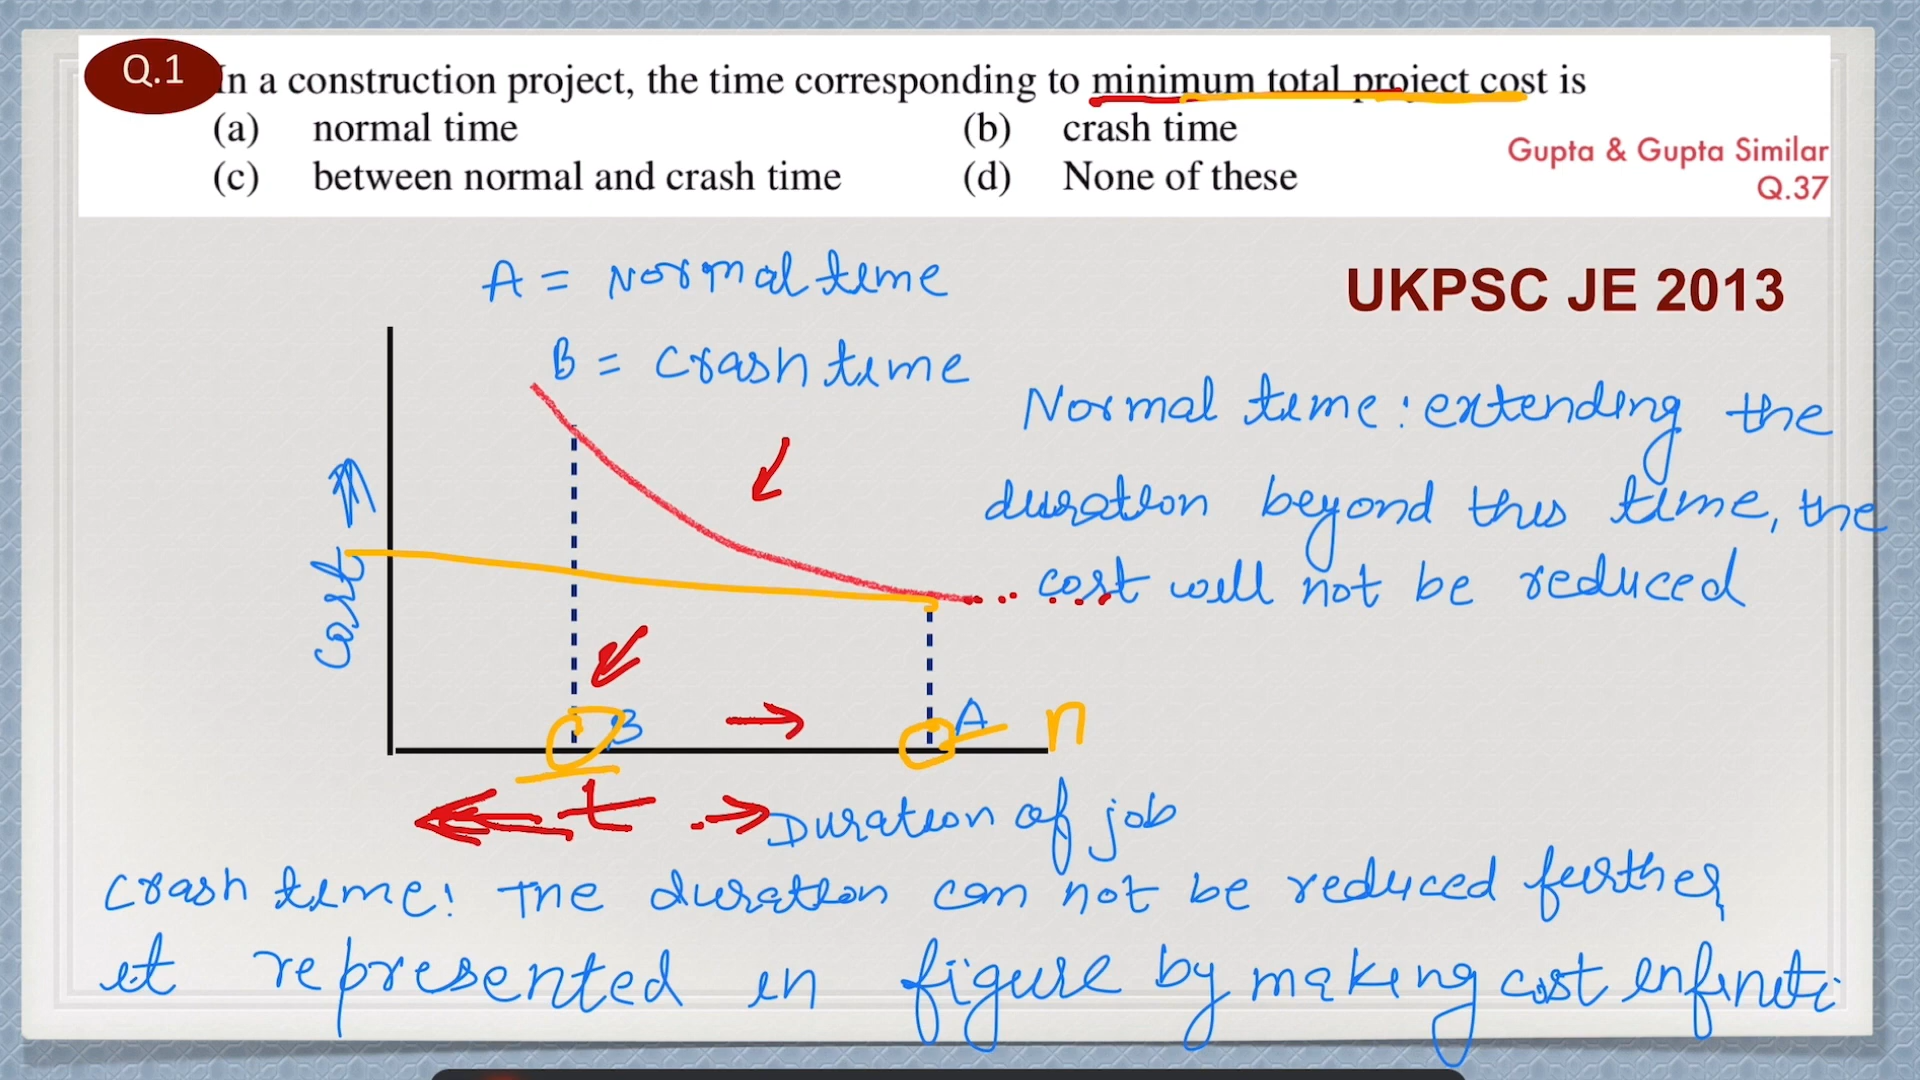 Q.1 In a construction project, the time corresponding to minimum total project cost is
(a) normal time (b) crash time
(c) between normal and crash time (d) None of these
Gupta & Gupta Similar
Q.37
UKPSC JE 2013
A = Normal time
B = Crash time
Normal time: extending the
duration beyond this time, the
cost will not be reduced
cost
B
A
n
t
Duration of job
Crash time: The duration can not be reduced further
it represented in figure by making cost infiniti